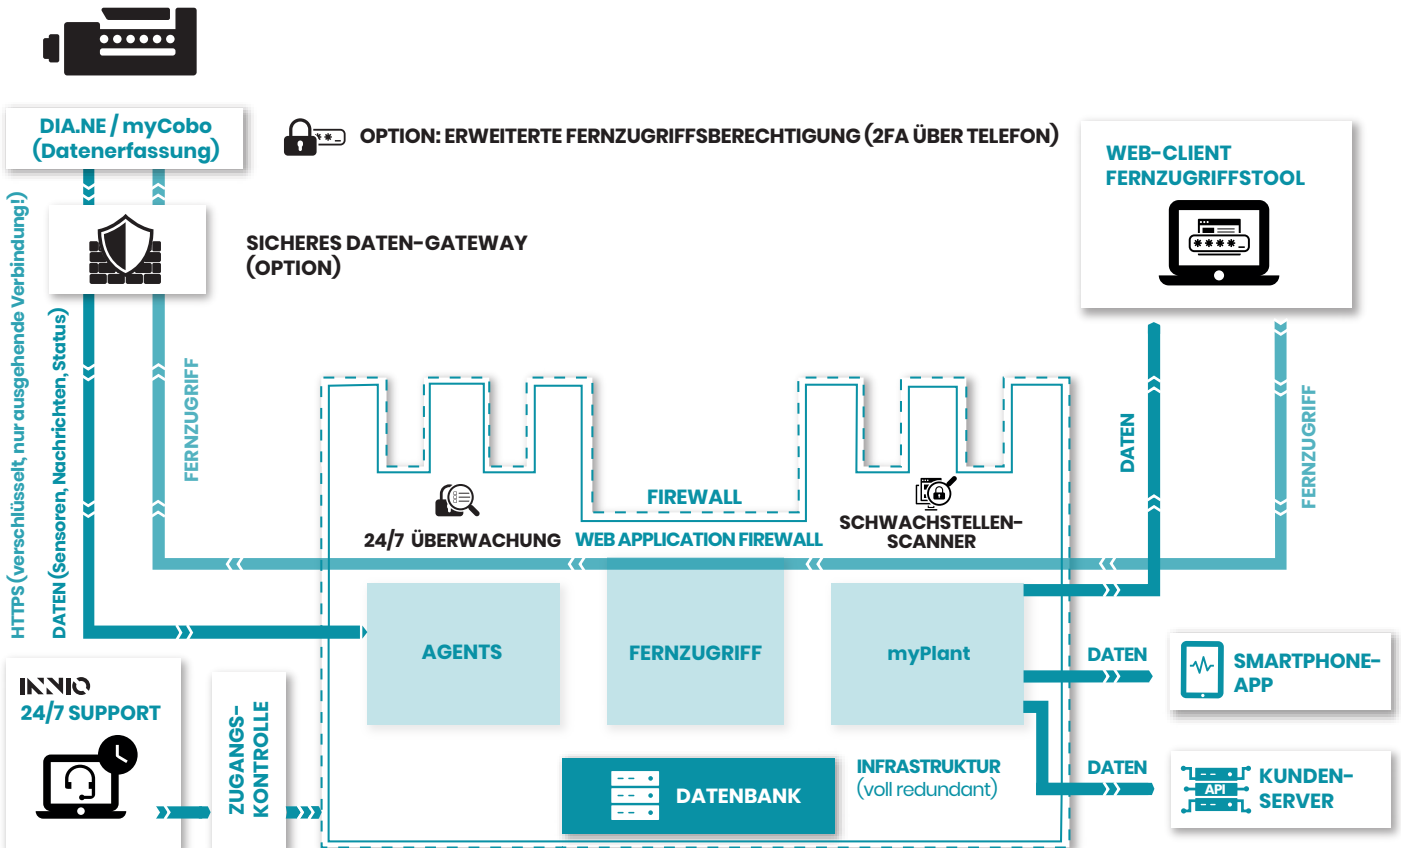 DIA.NE / myCobo
(Datenerfassung)
OPTION: ERWEITERTE FERNZUGRIFFSBERECHTIGUNG (2FA ÜBER TELEFON)
WEB-CLIENT
FERNZUGRIFFSTOOL
SICHERES DATEN-GATEWAY
(OPTION)
HTTPS (verschlüsselt, nur ausgehende Verbindung!)
DATEN (Sensoren, Nachrichten, Status)
FERNZUGRIFF
DATEN
FERNZUGRIFF
FIREWALL
24/7 ÜBERWACHUNG
WEB APPLICATION FIREWALL
SCHWACHSTELLEN-
SCANNER
AGENTS
FERNZUGRIFF
myPlant
DATEN
SMARTPHONE-
APP
INNIO
24/7 SUPPORT
ZUGANGS-
KONTROLLE
DATENBANK
INFRASTRUKTUR
(voll redundant)
DATEN
API
KUNDEN-
SERVER